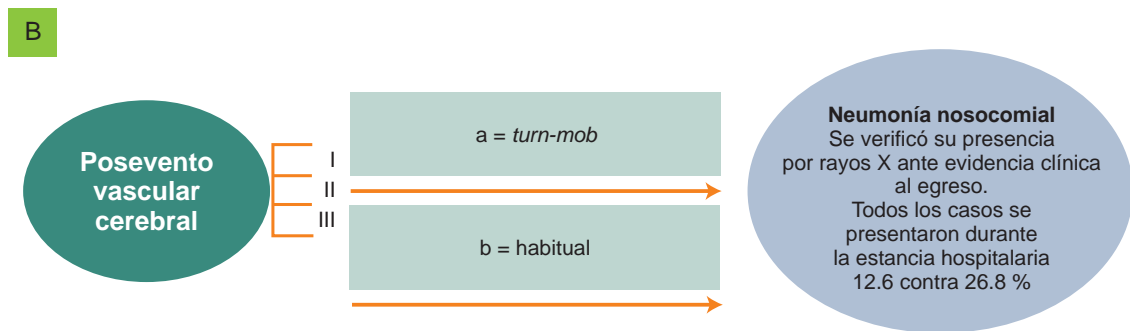 B
Posevento
vascular
cerebral
I
II
III
a = turn-mob
b = habitual
Neumonía nosocomial
Se verificó su presencia
por rayos X ante evidencia clínica
al egreso.
Todos los casos se
presentaron durante
la estancia hospitalaria
12.6 contra 26.8 %